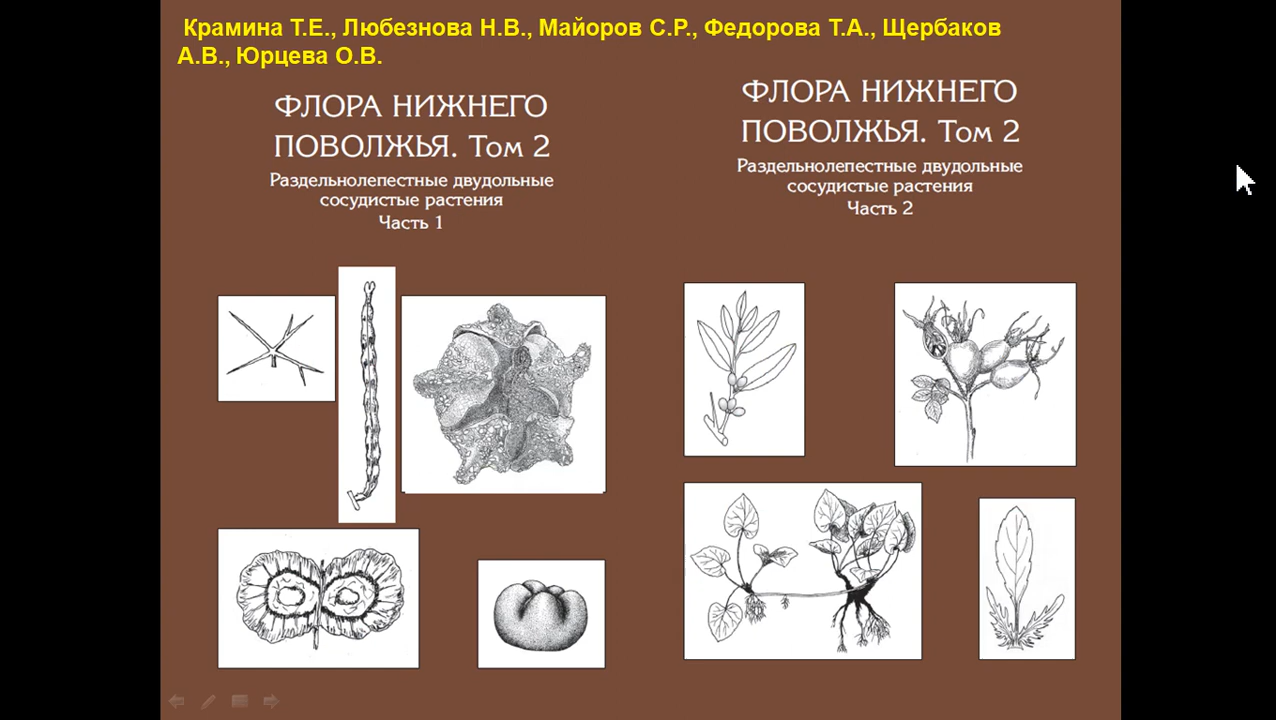 Крамина Т.Е., Любезнова Н.В., Майоров С.Р., Федорова Т.А., Щербаков
А.В., Юрцева О.В.
ФЛОРА НИЖНЕГО
ПОВОЛЖЬЯ. Том 2
Раздельнолепестные двудольные
сосудистые растения
Часть 1
ФЛОРА НИЖНЕГО
ПОВОЛЖЬЯ. Том 2
Раздельнолепестные двудольные
сосудистые растения
Часть 2